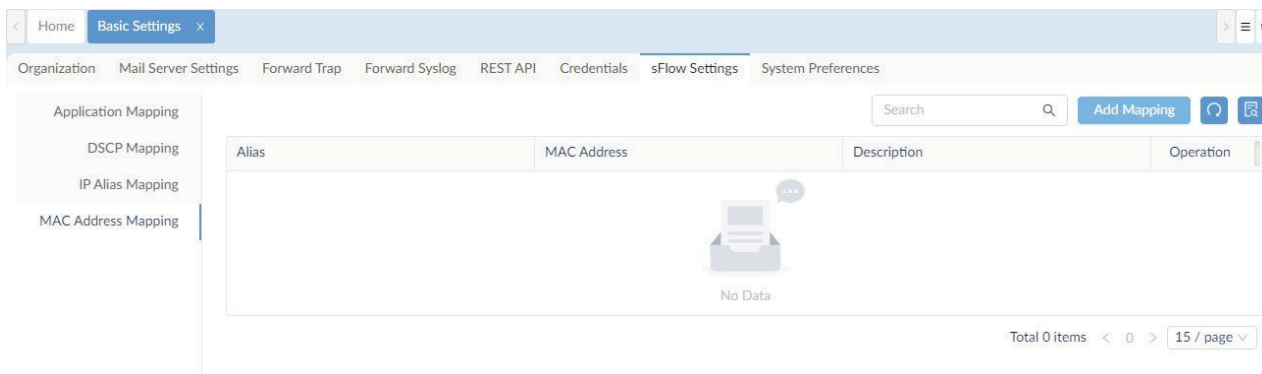 Home Basic Settings x
Organization Mail Server Settings Forward Trap Forward Syslog REST API Credentials sFlow Settings System Preferences
Application Mapping
DSCP Mapping
IP Alias Mapping
MAC Address Mapping
Search Add Mapping
Alias MAC Address Description Operation
No Data
Total 0 items < 0 > 15 / page